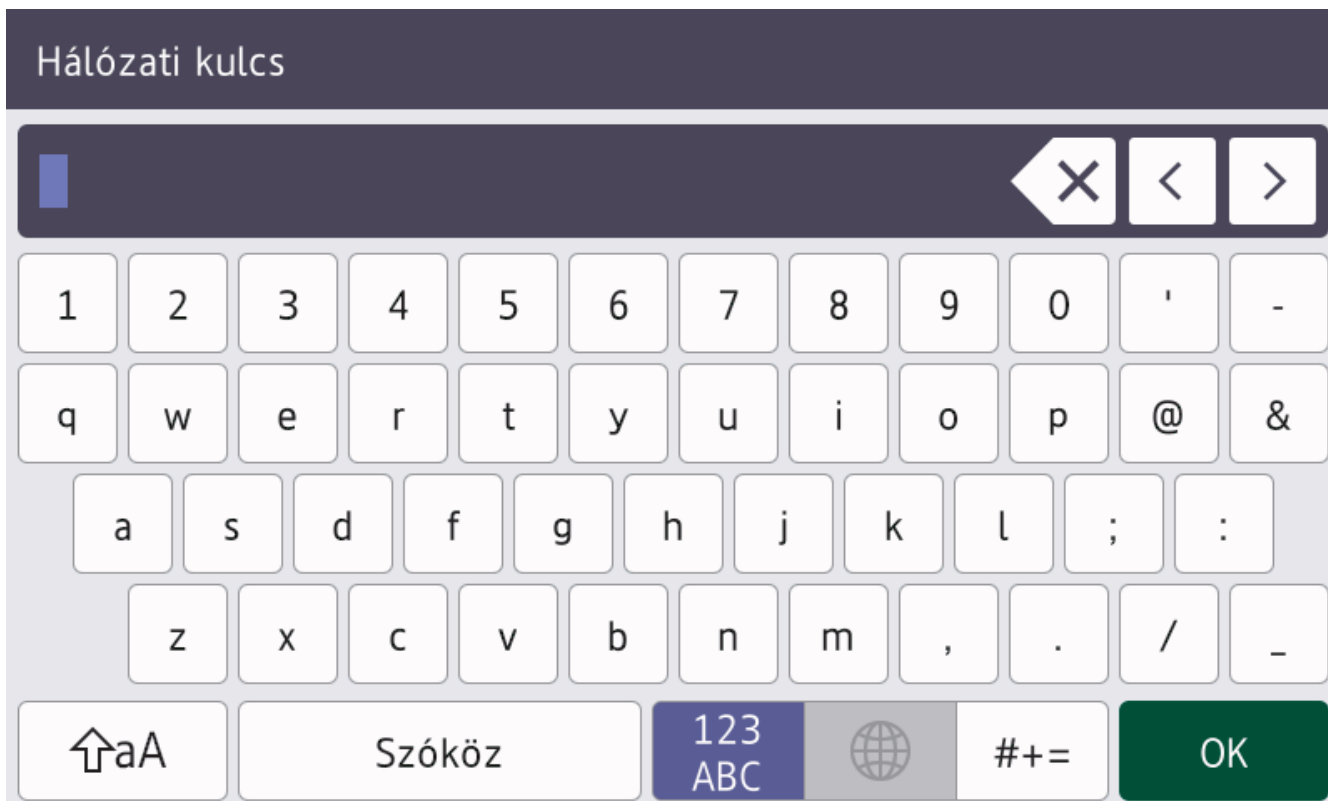 Hálózati kulcs
1 2 3 4 5 6 7 8 9 0 ' -
q w e r t y u i o p @ &
a s d f g h j k l ; :
z x c v b n m , . / _
aA Szóköz 123 ABC #+= OK